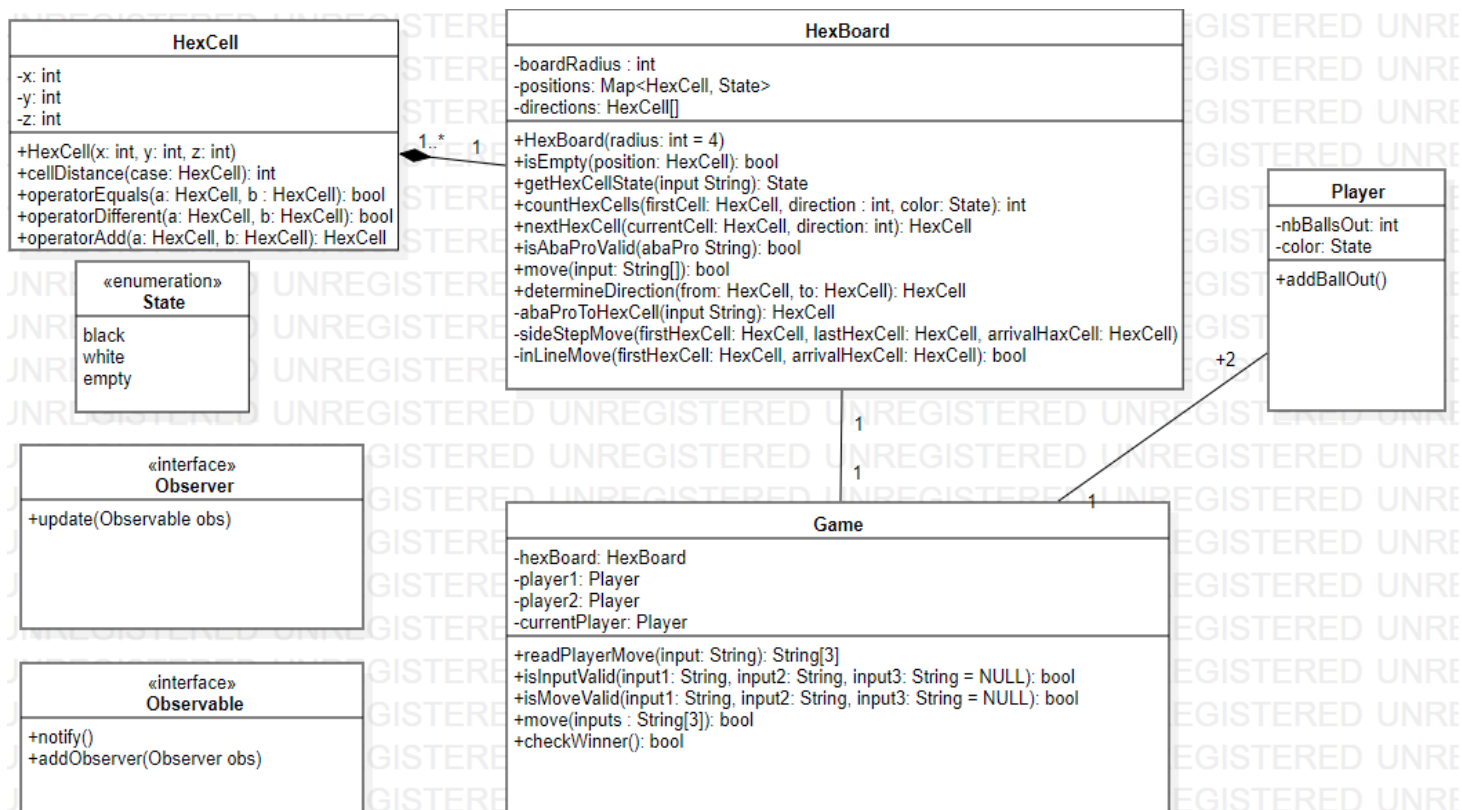 HexCell
-x: int
-y: int
-z: int
+HexCell(x: int, y: int, z: int)
+cellDistance(case: HexCell): int
+operatorEquals(a: HexCell, b : HexCell): bool
+operatorDifferent(a: HexCell, b: HexCell): bool
+operatorAdd(a: HexCell, b: HexCell): HexCell
1..*
1
HexBoard
-boardRadius : int
-positions: Map<HexCell, State>
-directions: HexCell[]
+HexBoard(radius: int = 4)
+isEmpty(position: HexCell): bool
+getHexCellState(input String): State
+countHexCells(firstCell: HexCell, direction : int, color: State): int
+nextHexCell(currentCell: HexCell, direction: int): HexCell
+isAbaProValid(abaPro String): bool
+move(input: String[]): bool
+determineDirection(from: HexCell, to: HexCell): HexCell
-abaProToHexCell(input String): HexCell
-sideStepMove(firstHexCell: HexCell, lastHexCell: HexCell, arrivalHaxCell: HexCell)
-inLineMove(firstHexCell: HexCell, arrivalHexCell: HexCell): bool
Player
-nbBallsOut: int
-color: State
+addBallOut()
«enumeration»
State
black
white
empty
+2
1
1
1
«interface»
Observer
+update(Observable obs)
Game
-hexBoard: HexBoard
-player1: Player
-player2: Player
-currentPlayer: Player
+readPlayerMove(input: String): String[3]
+isInputValid(input1: String, input2: String, input3: String = NULL): bool
+isMoveValid(input1: String, input2: String, input3: String = NULL): bool
+move(inputs : String[3]): bool
+checkWinner(): bool
«interface»
Observable
+notify()
+addObserver(Observer obs)
UNREGISTERED